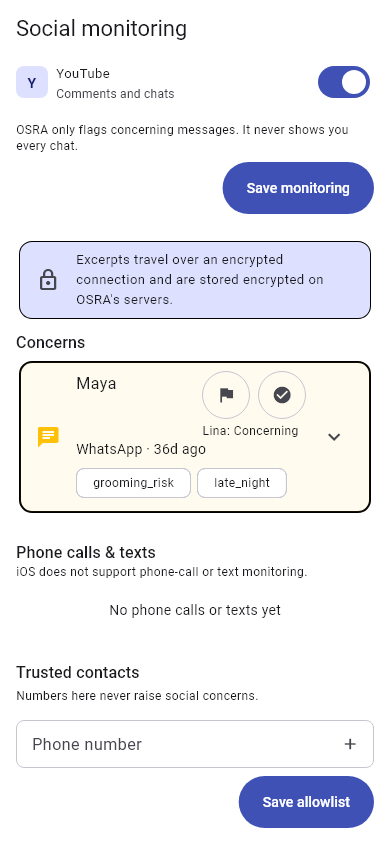 Social monitoring
Y
YouTube
Comments and chats
OSRA only flags concerning messages. It never shows you
every chat.
Save monitoring
Excerpts travel over an encrypted
connection and are stored encrypted on
OSRA's servers.
Concerns
Maya
Lina: Concerning
WhatsApp · 36d ago
grooming_risk
late_night
Phone calls & texts
iOS does not support phone-call or text monitoring.
No phone calls or texts yet
Trusted contacts
Numbers here never raise social concerns.
Phone number
+
Save allowlist